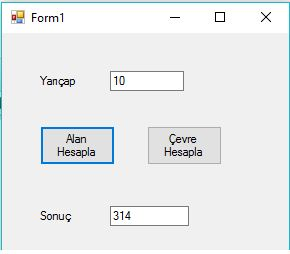 Form1
Yarıçap
10
Alan
Hesapla
Çevre
Hesapla
Sonuç
314